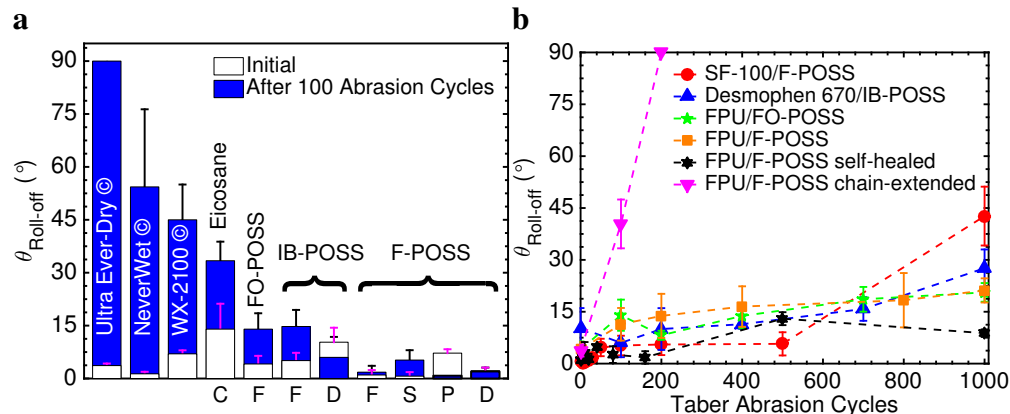 a
90
75
60
45
30
15
0
θRoll-off (°)
Initial
After 100 Abrasion Cycles
Ultra Ever-Dry ©
NeverWet ©
WX-2100 ©
Eicosane
FO-POSS
IB-POSS
F-POSS
C F F D F S P D
b
90
75
60
45
30
15
0
θRoll-off (°)
SF-100/F-POSS
Desmophen 670/IB-POSS
FPU/FO-POSS
FPU/F-POSS
FPU/F-POSS self-healed
FPU/F-POSS chain-extended
0 200 400 600 800 1000
Taber Abrasion Cycles